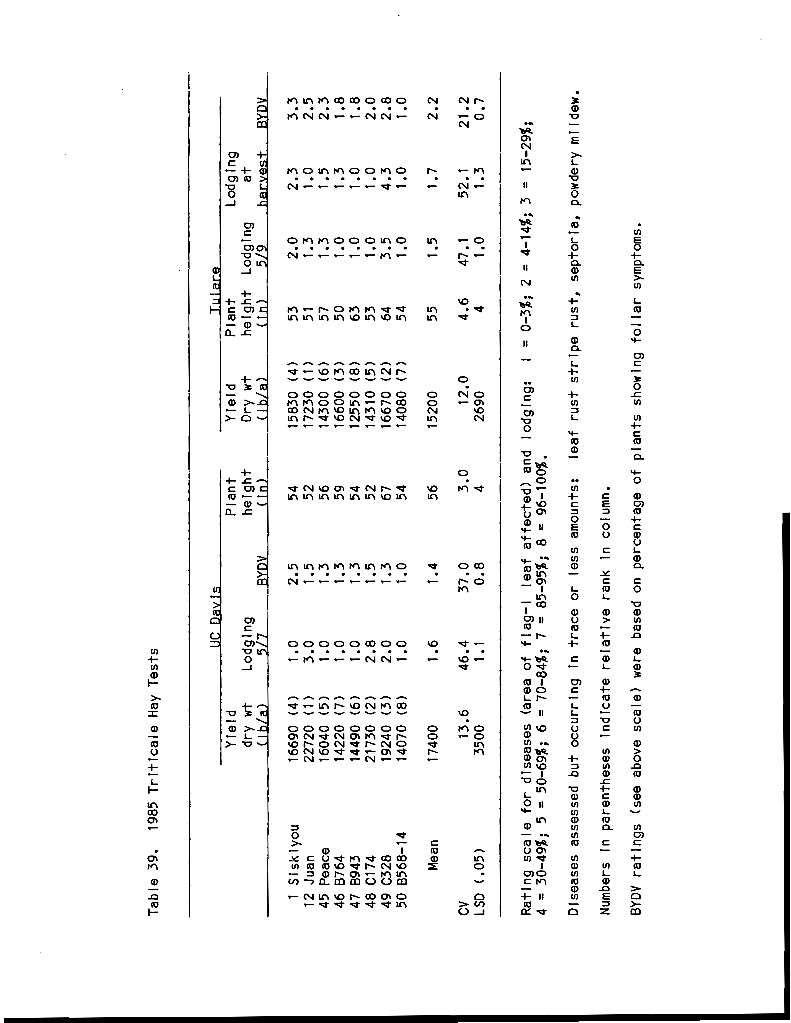 Table 39. 1985 Triticale Hay Tests
UC Davis Tulare
Yield Plant Yield Plant Lodging
dry wt Lodging height Dry wt height Lodging at
(lb/a) 5/7 BYDV (in) (lb/a) (in) 5/9 harvest BYDV
1 Siskiyou 16690 (4) 1.0 2.5 54 15830 (4) 53 2.0 2.3 3.3
12 Juan 22720 (1) 3.0 1.5 52 17230 (1) 51 1.3 1.0 2.5
45 Peace 16040 (5) 1.0 1.3 56 14300 (6) 57 1.3 1.5 2.3
46 B764 14220 (7) 1.0 1.3 59 16600 (3) 50 1.0 1.3 1.8
47 B943 14490 (6) 1.0 1.3 54 12550 (8) 63 1.0 1.0 1.8
48 C174 21730 (2) 2.8 1.5 52 14310 (5) 53 1.0 1.0 2.0
49 C328 19240 (3) 2.0 1.3 67 16670 (2) 64 3.5 4.3 2.8
50 B568-14 14070 (8) 1.0 1.0 54 14080 (7) 54 1.0 1.0 1.0
Mean 17400 1.6 1.4 56 15200 55 1.5 1.7 2.2
CV 13.6 46.4 37.0 3.0 12.0 4.6 47.1 52.1 21.2
LSD (.05) 3500 1.1 0.8 4 2690 4 1.0 1.3 0.7
Rating scale for diseases (area of flag-1 leaf affected) and lodging: 1 = 0-3%; 2 = 4-14%; 3 = 15-29%;
4 = 30-49%; 5 = 50-69%; 6 = 70-84%; 7 = 85-95%; 8 = 96-100%.
Diseases assessed but occurring in trace or less amounts: leaf rust stripe rust, septoria, powdery mildew.
Numbers in parentheses indicate relative rank in column.
BYDV ratings (see above scale) were based on percentage of plants showing foliar symptoms.